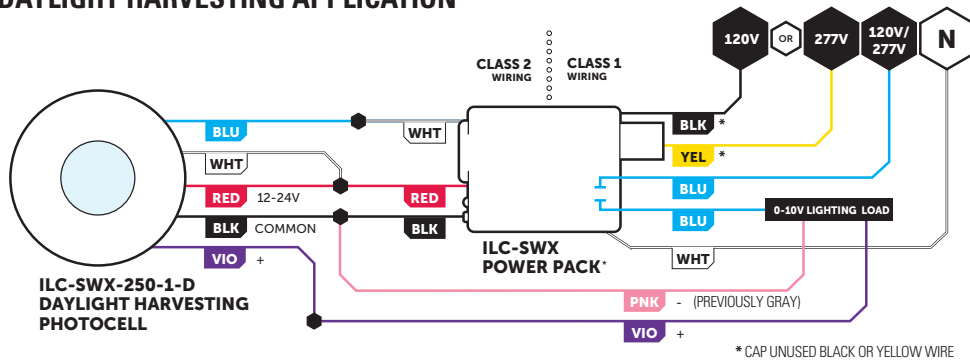 DAYLIGHT HARVESTING APPLICATION
120V
OR
277V
120V/
277V
N
CLASS 2
WIRING
CLASS 1
WIRING
BLU
WHT
BLK *
WHT
YEL *
RED 12-24V
RED
BLU
BLK COMMON
BLK
BLU
0-10V LIGHTING LOAD
VIO +
ILC-SWX
POWER PACK*
WHT
ILC-SWX-250-1-D
DAYLIGHT HARVESTING
PHOTOCELL
PNK - (PREVIOUSLY GRAY)
VIO +
* CAP UNUSED BLACK OR YELLOW WIRE